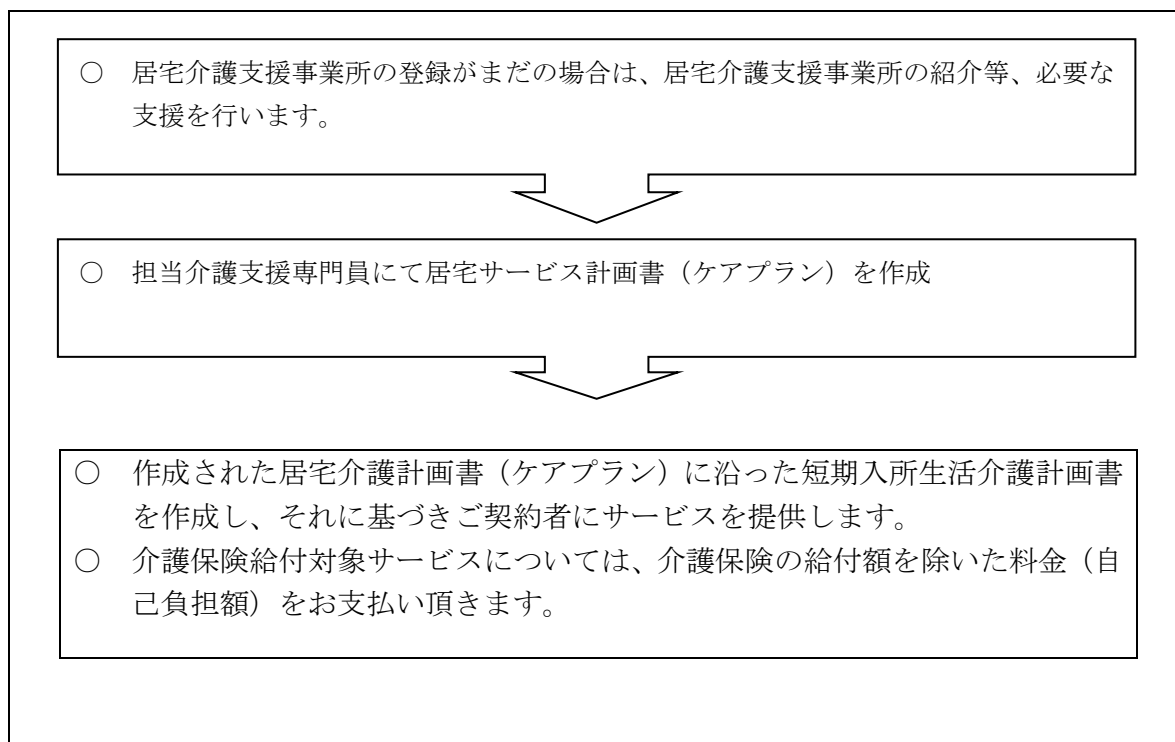 ○ 居宅介護支援事業所の登録がまだの場合は、居宅介護支援事業所の紹介等、必要な
支援を行います。
○ 担当介護支援専門員にて居宅サービス計画書（ケアプラン）を作成
○ 作成された居宅介護計画書（ケアプラン）に沿った短期入所生活介護計画書
を作成し、それに基づきご契約者にサービスを提供します。
○ 介護保険給付対象サービスについては、介護保険の給付額を除いた料金（自
己負担額）をお支払い頂きます。